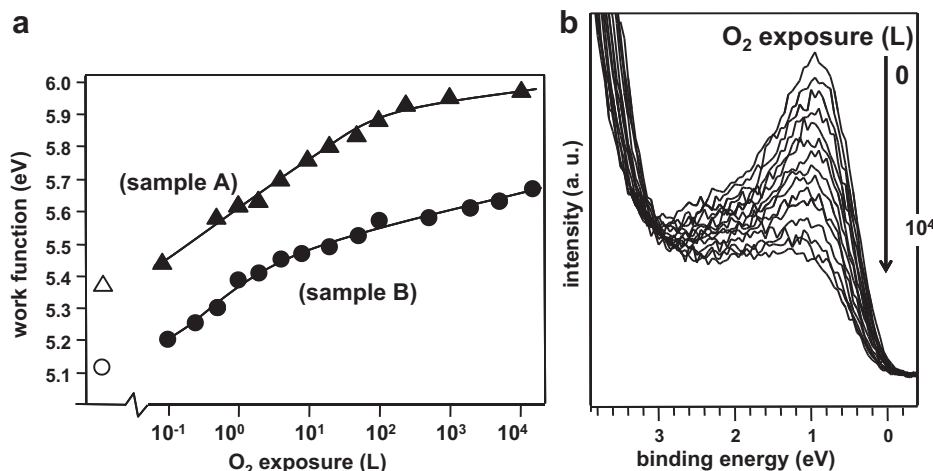 a
6.0
5.9
5.8
5.7
5.6
5.5
5.4
5.3
5.2
5.1
work function (eV)
(sample A)
(sample B)
10⁻¹
10⁰
10¹
10²
10³
10⁴
O₂ exposure (L)
b
O₂ exposure (L)
0
10⁴
intensity (a. u.)
3
2
1
0
binding energy (eV)